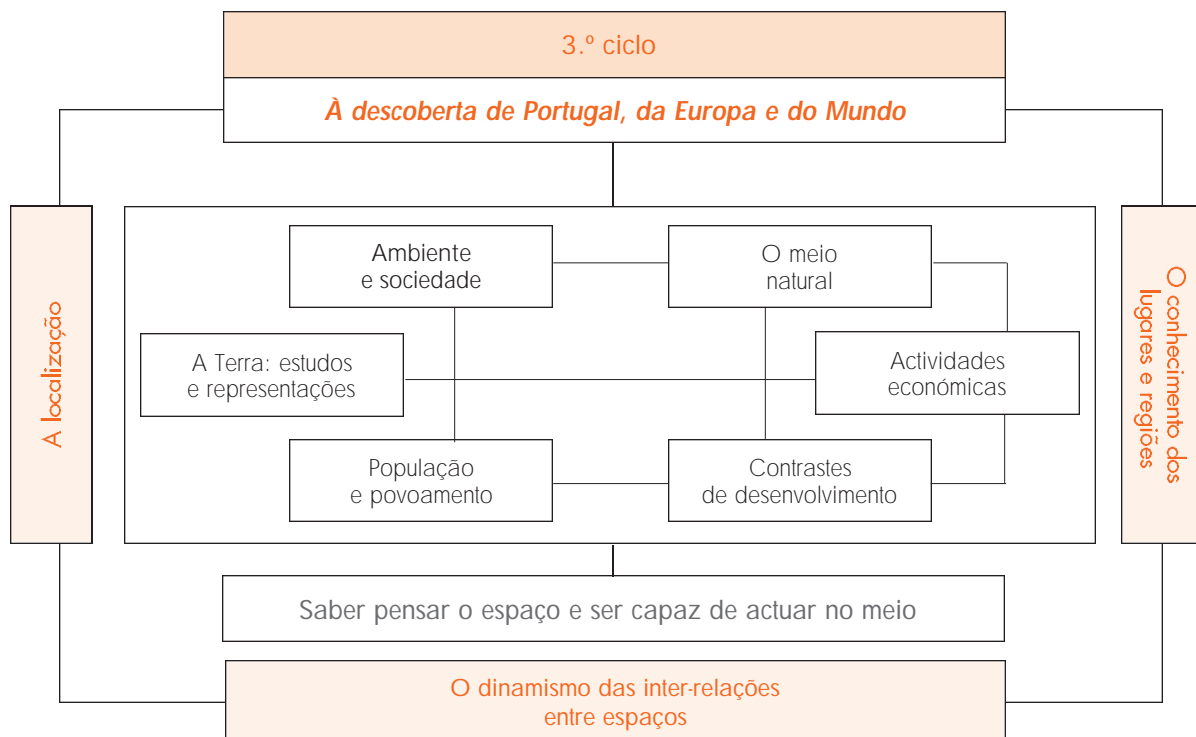 3.º ciclo
À descoberta de Portugal, da Europa e do Mundo
A localização
Ambiente
e sociedade
O meio
natural
A Terra: estudos
e representações
Actividades
económicas
População
e povoamento
Contrastes
de desenvolvimento
O conhecimento dos
lugares e regiões
Saber pensar o espaço e ser capaz de actuar no meio
O dinamismo das inter-relações
entre espaços